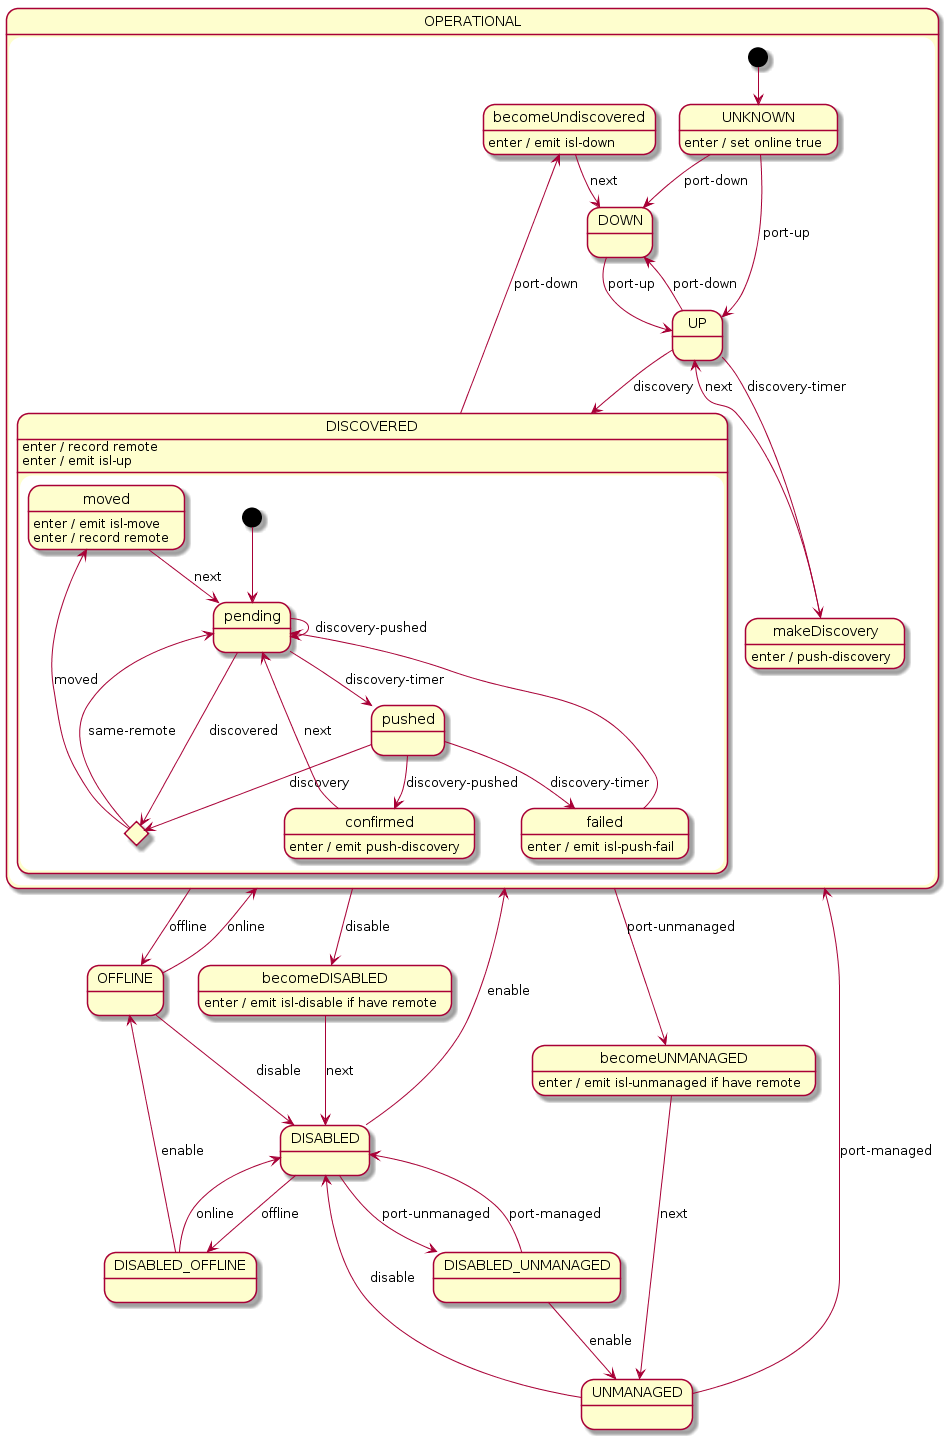 OPERATIONAL
becomeUndiscovered
enter / emit isl-down
UNKNOWN
enter / set online true
next
port-down
DOWN
port-up
port-down
port-up
port-down
UP
discovery
next
discovery-timer
DISCOVERED
enter / record remote
enter / emit isl-up
moved
enter / emit isl-move
enter / record remote
next
pending
discovery-pushed
makeDiscovery
enter / push-discovery
moved
discovery-timer
same-remote
discovered
next
pushed
discovery
discovery-pushed
discovery-timer
confirmed
enter / emit push-discovery
failed
enter / emit isl-push-fail
offline
online
disable
port-unmanaged
OFFLINE
becomeDISABLED
enter / emit isl-disable if have remote
enable
becomeUNMANAGED
enter / emit isl-unmanaged if have remote
disable
next
DISABLED
enable
port-managed
online
offline
port-unmanaged
port-managed
next
DISABLED_OFFLINE
DISABLED_UNMANAGED
disable
enable
UNMANAGED